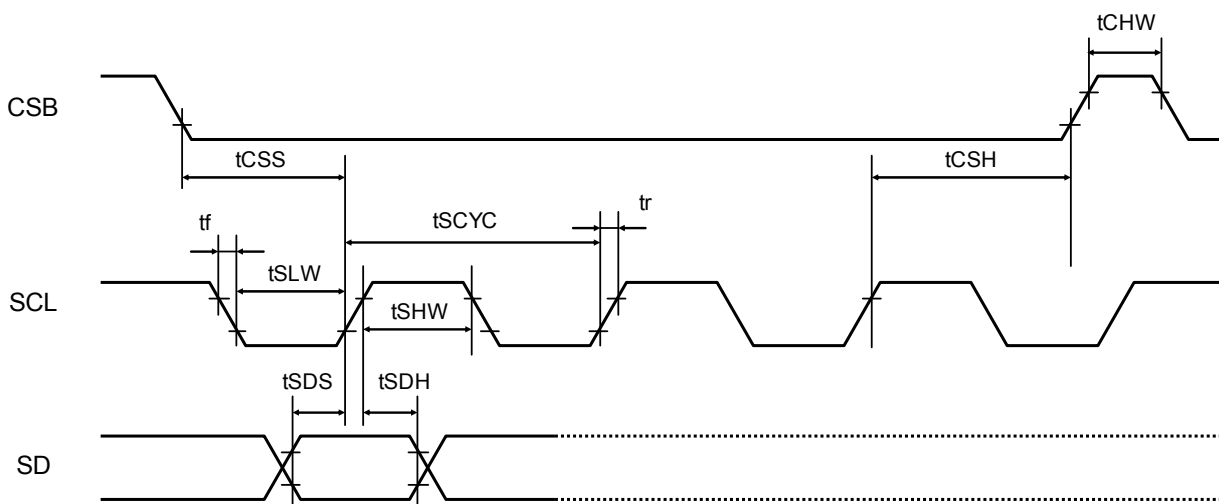 tCHW
CSB
tCSS
tCSH
tf
tSCYC
tr
tSLW
SCL
tSHW
tSDS
tSDH
SD